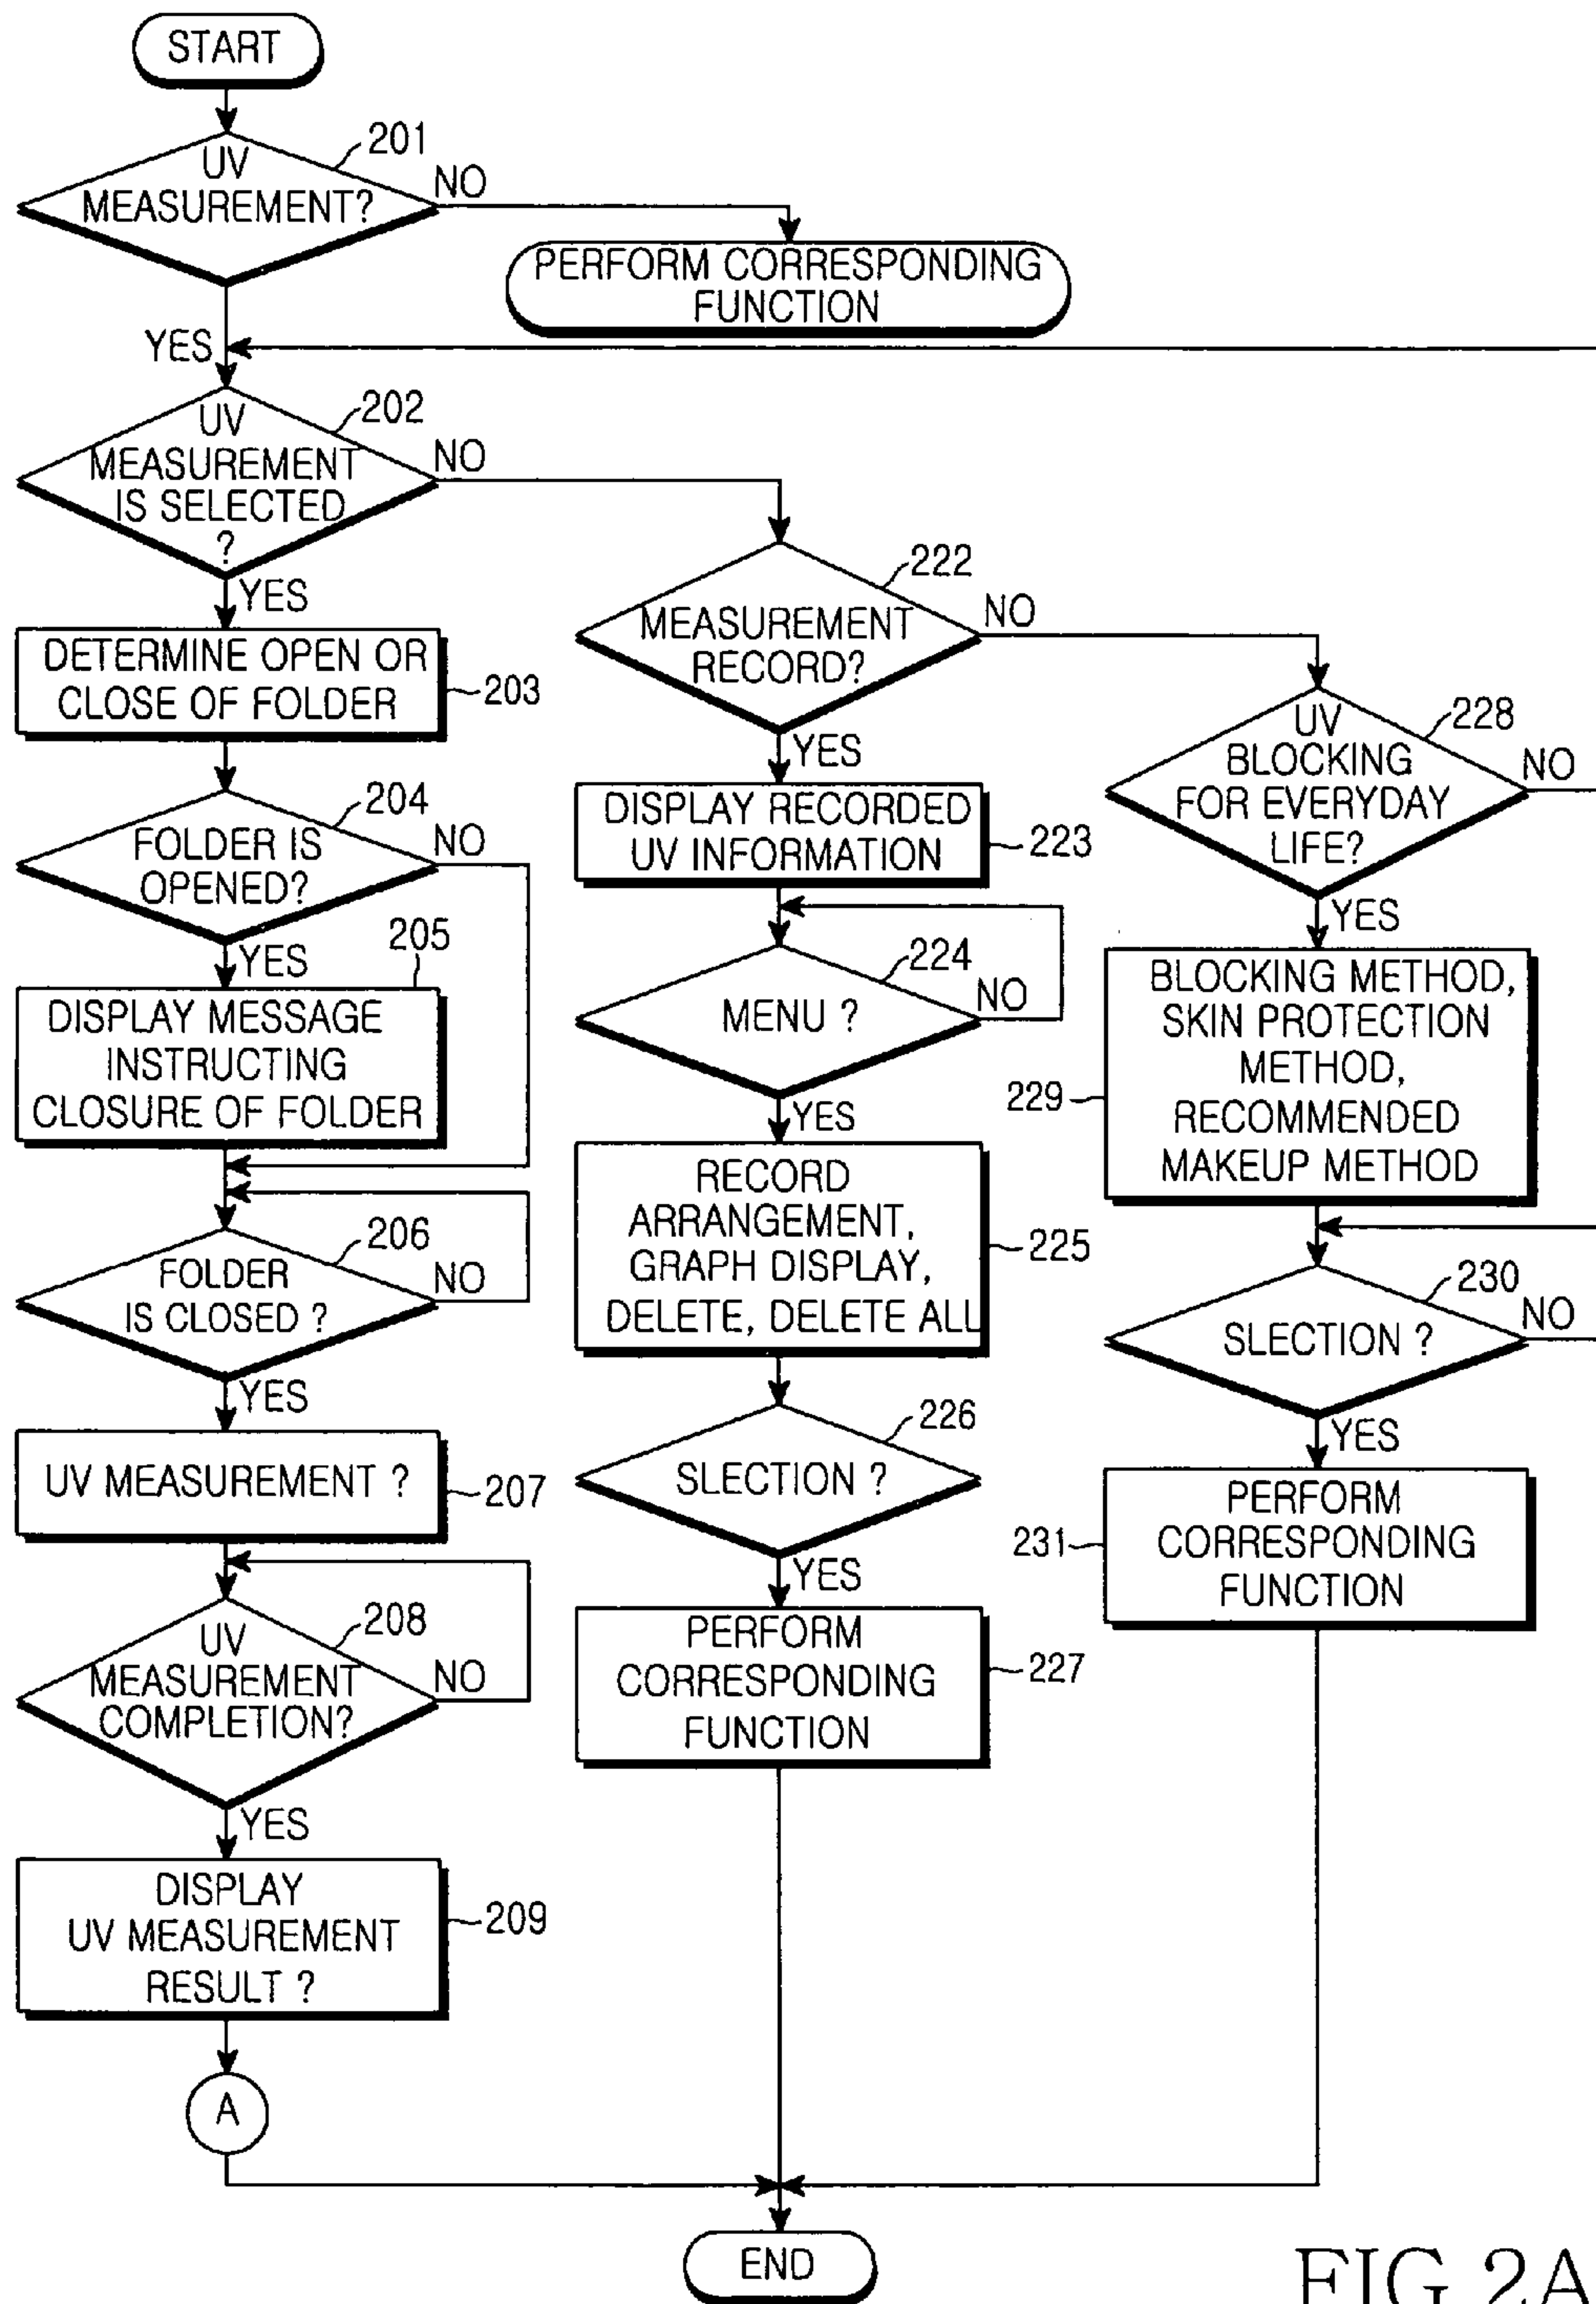 START
201
UV
MEASUREMENT?
NO
PERFORM CORRESPONDING
FUNCTION
YES
202
UV
MEASUREMENT
IS SELECTED
?
NO
YES
DETERMINE OPEN OR
CLOSE OF FOLDER
203
204
FOLDER IS
OPENED?
NO
YES
205
DISPLAY MESSAGE
INSTRUCTING
CLOSURE OF FOLDER
206
FOLDER
IS CLOSED ?
NO
YES
UV MEASUREMENT ?
207
208
UV
MEASUREMENT
COMPLETION?
NO
YES
DISPLAY
UV MEASUREMENT
RESULT ?
209
A
222
MEASUREMENT
RECORD?
NO
YES
DISPLAY RECORDED
UV INFORMATION
223
224
MENU ?
NO
YES
RECORD
ARRANGEMENT,
GRAPH DISPLAY,
DELETE, DELETE ALL
225
226
SLECTION ?
YES
PERFORM
CORRESPONDING
FUNCTION
227
228
UV
BLOCKING
FOR EVERYDAY
LIFE?
NO
YES
BLOCKING METHOD,
SKIN PROTECTION
METHOD,
RECOMMENDED
MAKEUP METHOD
229
230
SLECTION ?
NO
YES
PERFORM
CORRESPONDING
FUNCTION
231
END
FIG.2A